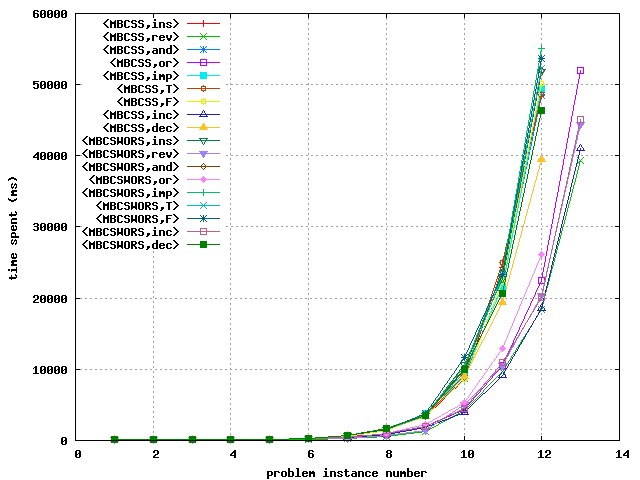 60000
50000
40000
30000
20000
10000
0
time spent (ms)
<MBCSS,ins>
<MBCSS,rev>
<MBCSS,and>
<MBCSS,or>
<MBCSS,imp>
<MBCSS,T>
<MBCSS,F>
<MBCSS,inc>
<MBCSS,dec>
<MBCSWORS,ins>
<MBCSWORS,rev>
<MBCSWORS,and>
<MBCSWORS,or>
<MBCSWORS,imp>
<MBCSWORS,T>
<MBCSWORS,F>
<MBCSWORS,inc>
<MBCSWORS,dec>
0 2 4 6 8 10 12 14
problem instance number